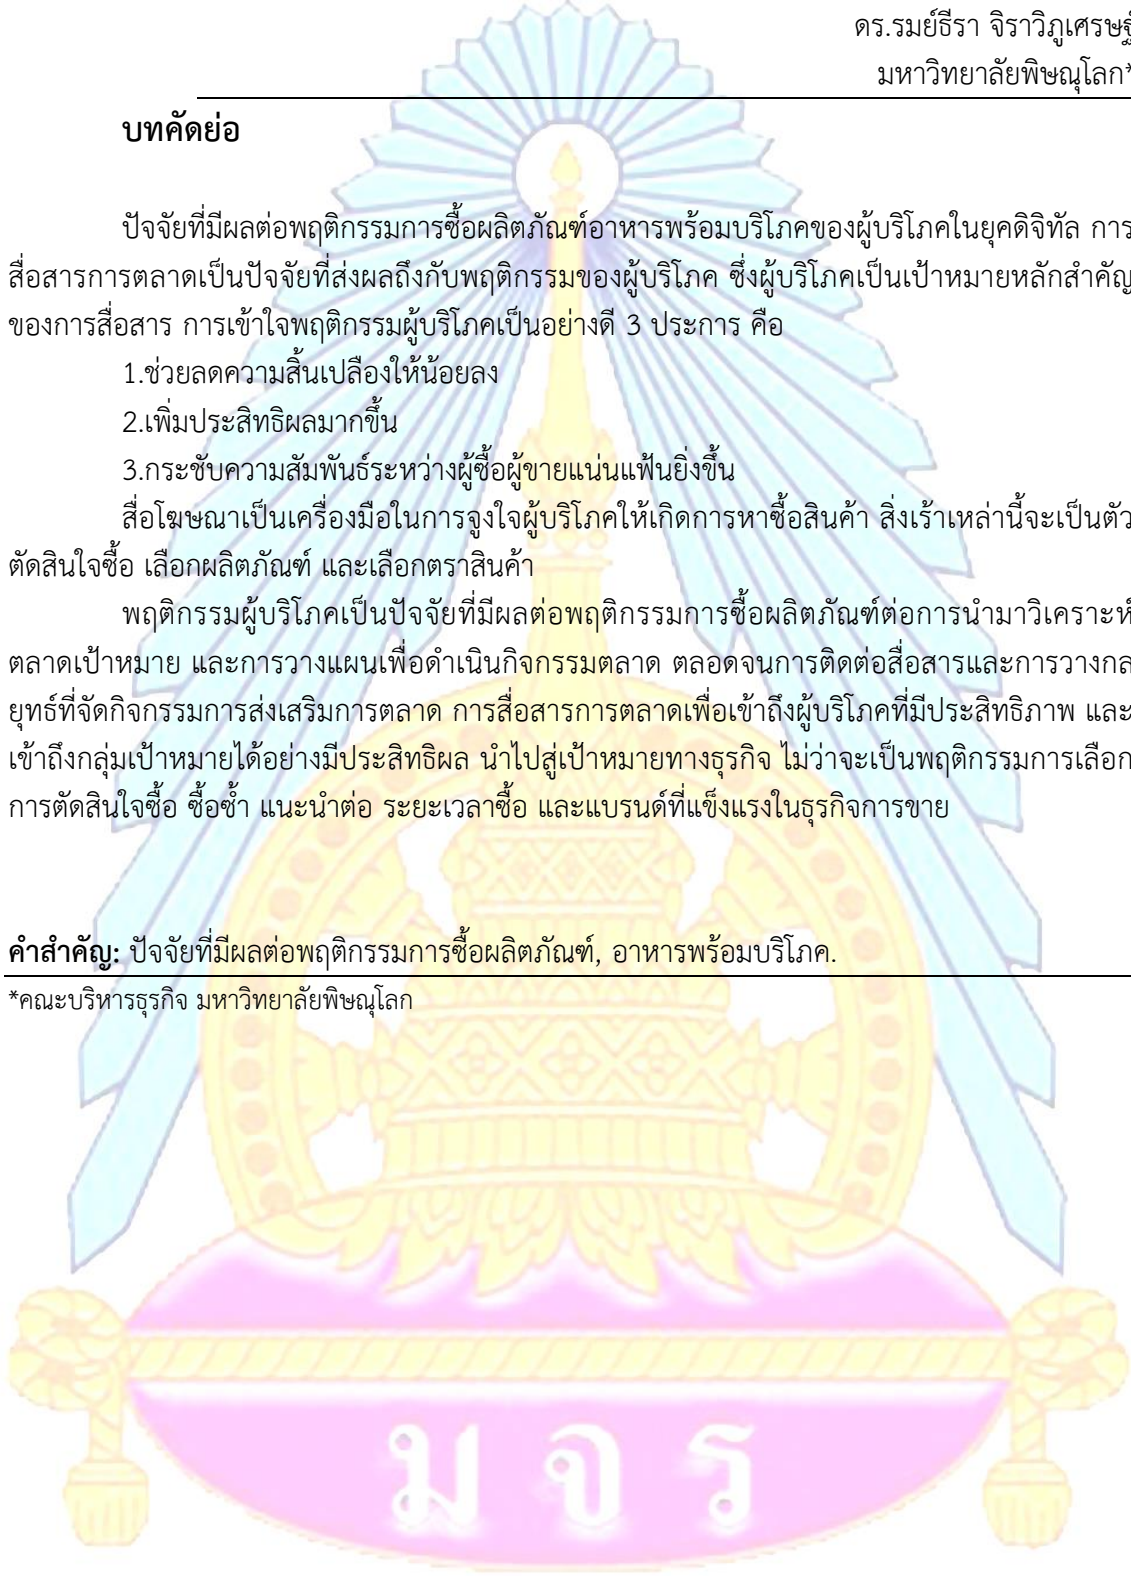 ดร.รมย์ธีรา จิราวิภูเศรษฐ์
มหาวิทยาลัยพิษณุโลก*
บทคัดย่อ
ปัจจัยที่มีผลต่อพฤติกรรมการซื้อผลิตภัณฑ์อาหารพร้อมบริโภคของผู้บริโภคในยุคดิจิทัล การ
สื่อสารการตลาดเป็นปัจจัยที่ส่งผลถึงกับพฤติกรรมของผู้บริโภค ซึ่งผู้บริโภคเป็นเป้าหมายหลักสำคัญ
ของการสื่อสาร การเข้าใจพฤติกรรมผู้บริโภคเป็นอย่างดี 3 ประการ คือ
1.ช่วยลดความสิ้นเปลืองให้น้อยลง
2.เพิ่มประสิทธิผลมากขึ้น
3.กระชับความสัมพันธ์ระหว่างผู้ซื้อผู้ขายแน่นแฟ้นยิ่งขึ้น
สื่อโฆษณาเป็นเครื่องมือในการจูงใจผู้บริโภคให้เกิดการหาซื้อสินค้า สิ่งเร้าเหล่านี้จะเป็นตัว
ตัดสินใจซื้อ เลือกผลิตภัณฑ์ และเลือกตราสินค้า
พฤติกรรมผู้บริโภคเป็นปัจจัยที่มีผลต่อพฤติกรรมการซื้อผลิตภัณฑ์ต่อการนำมาวิเคราะห์
ตลาดเป้าหมาย และการวางแผนเพื่อดำเนินกิจกรรมตลาด ตลอดจนการติดต่อสื่อสารและการวางกล
ยุทธ์ที่จัดกิจกรรมการส่งเสริมการตลาด การสื่อสารการตลาดเพื่อเข้าถึงผู้บริโภคที่มีประสิทธิภาพ และ
เข้าถึงกลุ่มเป้าหมายได้อย่างมีประสิทธิผล นำไปสู่เป้าหมายทางธุรกิจ ไม่ว่าจะเป็นพฤติกรรมการเลือก
การตัดสินใจซื้อ ซื้อซ้ำ แนะนำต่อ ระยะเวลาซื้อ และแบรนด์ที่แข็งแรงในธุรกิจการขาย
คำสำคัญ: ปัจจัยที่มีผลต่อพฤติกรรมการซื้อผลิตภัณฑ์, อาหารพร้อมบริโภค.
*คณะบริหารธุรกิจ มหาวิทยาลัยพิษณุโลก
ม จ ร